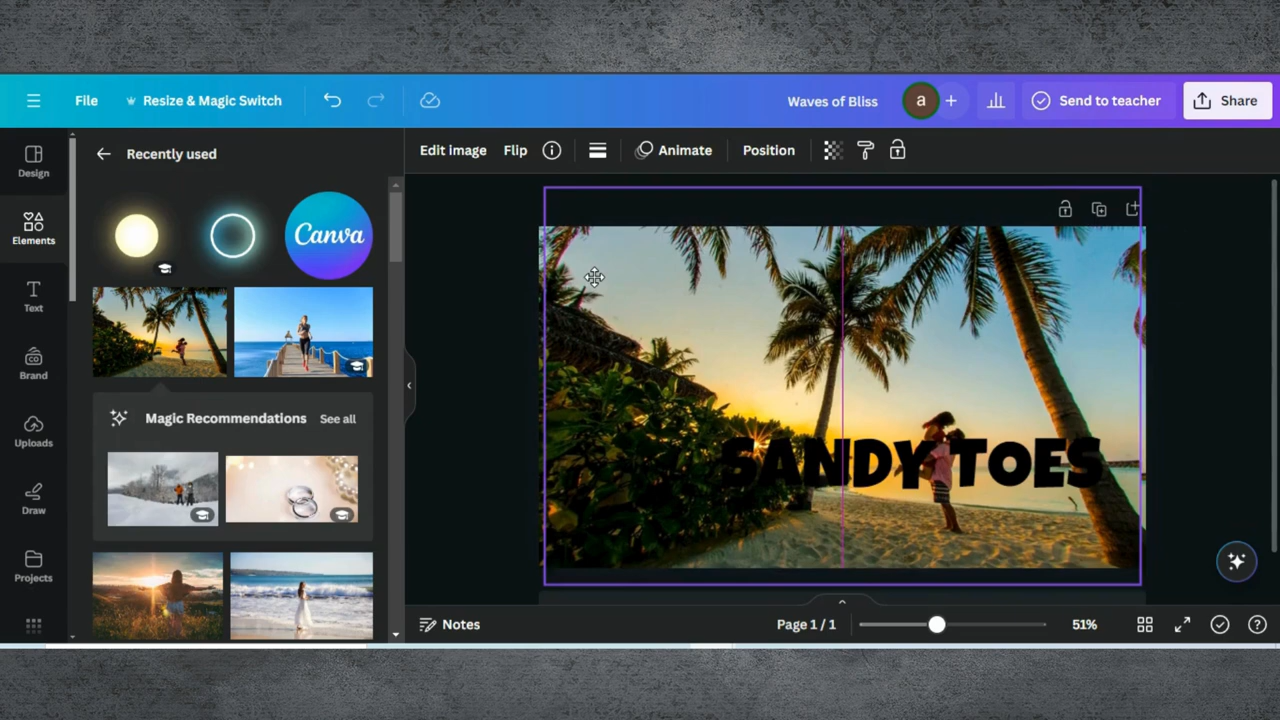 File
Resize & Magic Switch
Waves of Bliss
a
Send to teacher
Share
Design
Elements
Text
Brand
CO
Uploads
Draw
Projects
Recently used
Canva
Magic Recommendations
See all
Edit image
Flip
Animate
Position
SANDY TOES
Notes
Page 1 / 1
51%